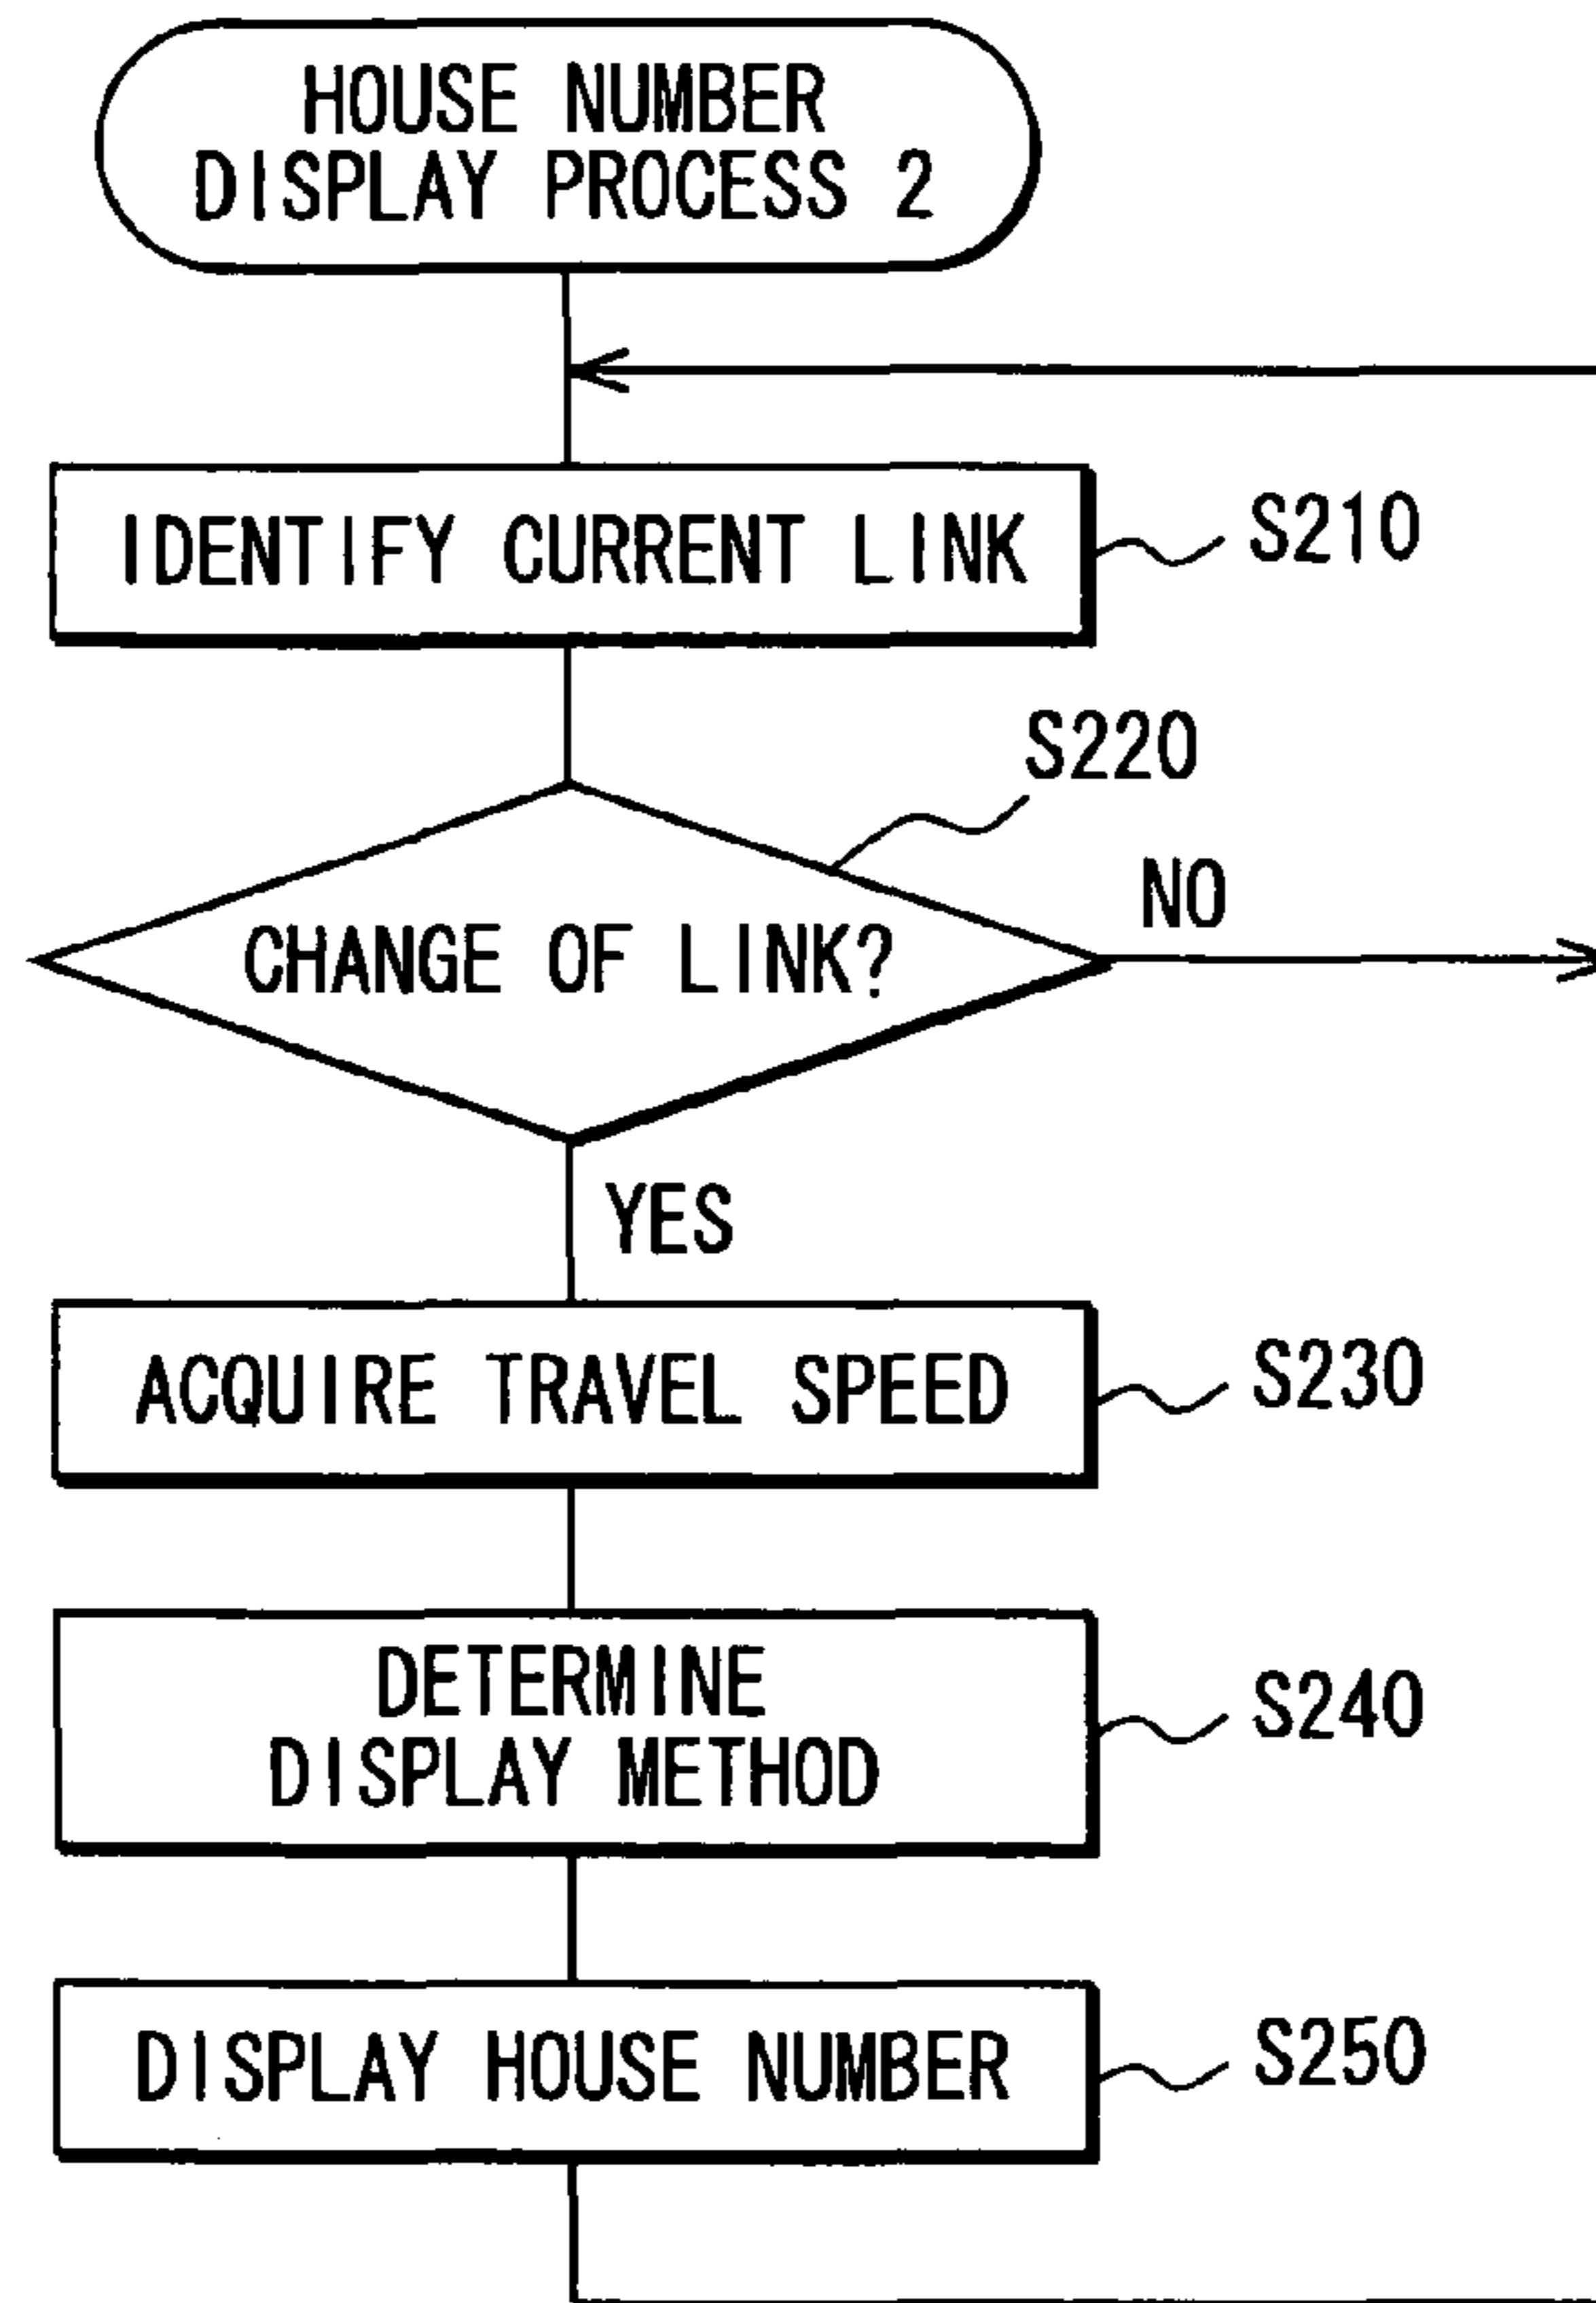 HOUSE NUMBER
DISPLAY PROCESS 2
IDENTIFY CURRENT LINK
S210
S220
CHANGE OF LINK?
NO
YES
ACQUIRE TRAVEL SPEED
S230
DETERMINE
DISPLAY METHOD
S240
DISPLAY HOUSE NUMBER
S250